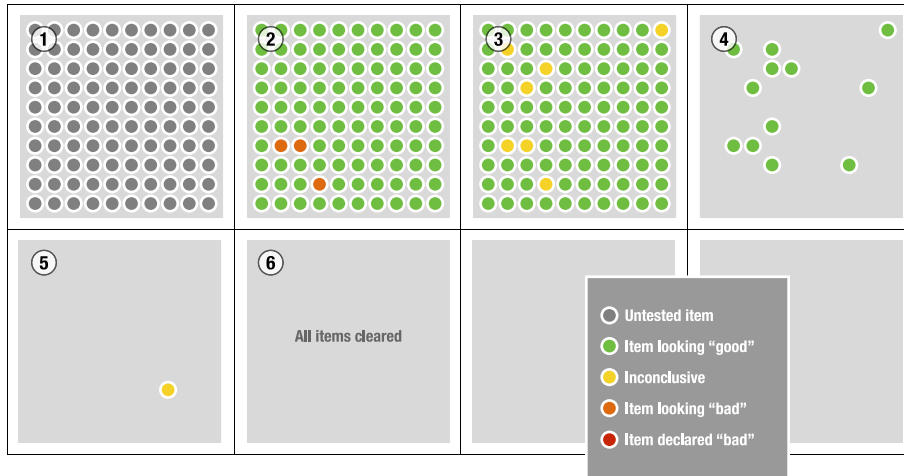 1
2
3
4
5
6
All items cleared
Untested item
Item looking “good”
Inconclusive
Item looking “bad”
Item declared “bad”